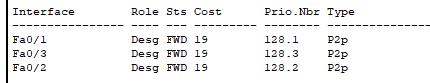 Interface Role Sts Cost Prio.Nbr Type
---------------- ---- --- --------- -------- --------------------------------
Fa0/1 Desg FWD 19 128.1 P2p
Fa0/3 Desg FWD 19 128.3 P2p
Fa0/2 Desg FWD 19 128.2 P2p